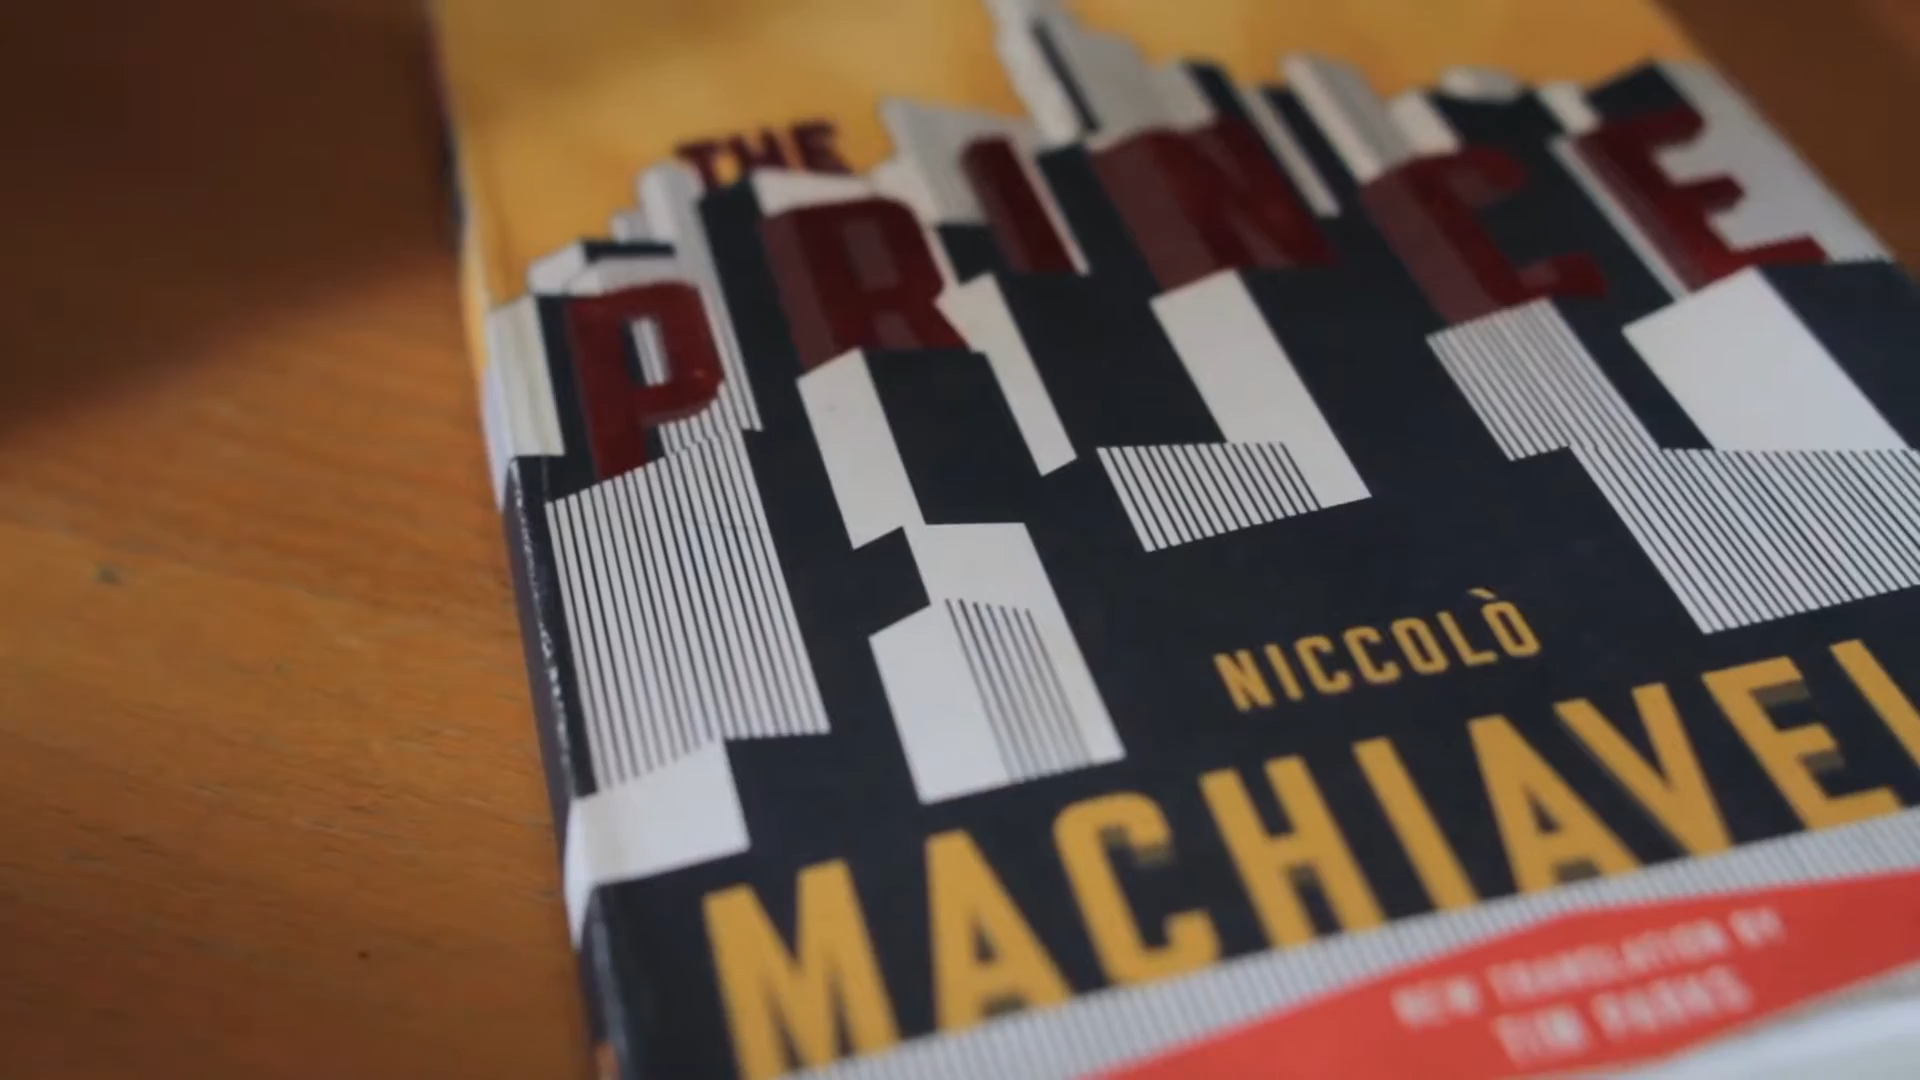 THE
PRINCE
NICCOLÒ
MACHIAVEL
NEW TRANSLATION BY
TIM PARKS